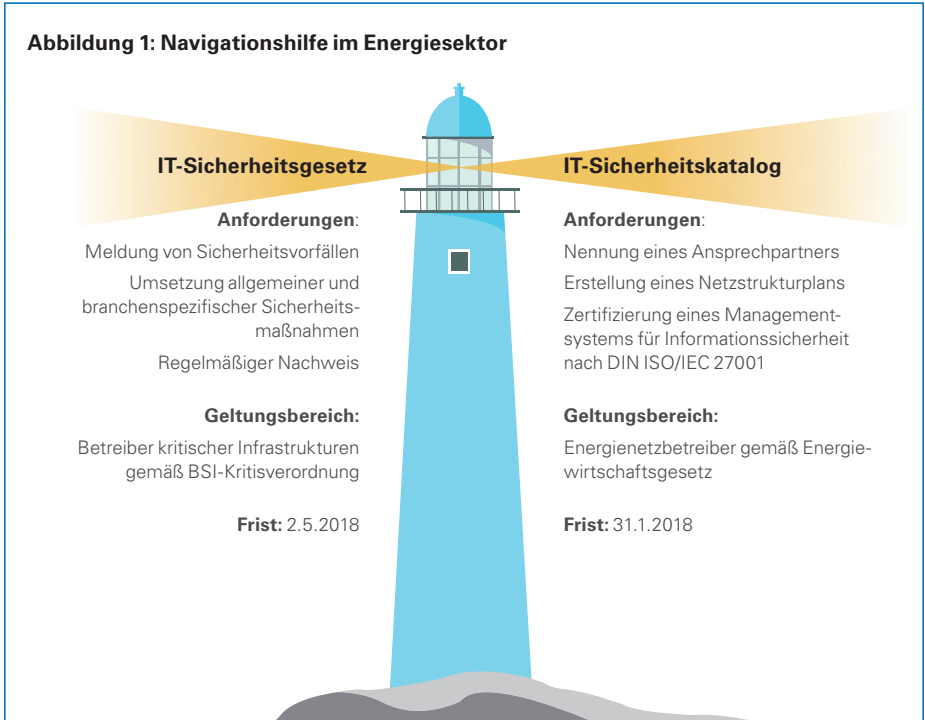 Abbildung 1: Navigationshilfe im Energiesektor
IT-Sicherheitsgesetz
Anforderungen:
Meldung von Sicherheitsvorfällen
Umsetzung allgemeiner und
branchenspezifischer Sicherheits-
maßnahmen
Regelmäßiger Nachweis
Geltungsbereich:
Betreiber kritischer Infrastrukturen
gemäß BSI-Kritisverordnung
Frist: 2.5.2018
IT-Sicherheitskatalog
Anforderungen:
Nennung eines Ansprechpartners
Erstellung eines Netzstrukturplans
Zertifizierung eines Management-
systems für Informationssicherheit
nach DIN ISO/IEC 27001
Geltungsbereich:
Energienetzbetreiber gemäß Energie-
wirtschaftsgesetz
Frist: 31.1.2018